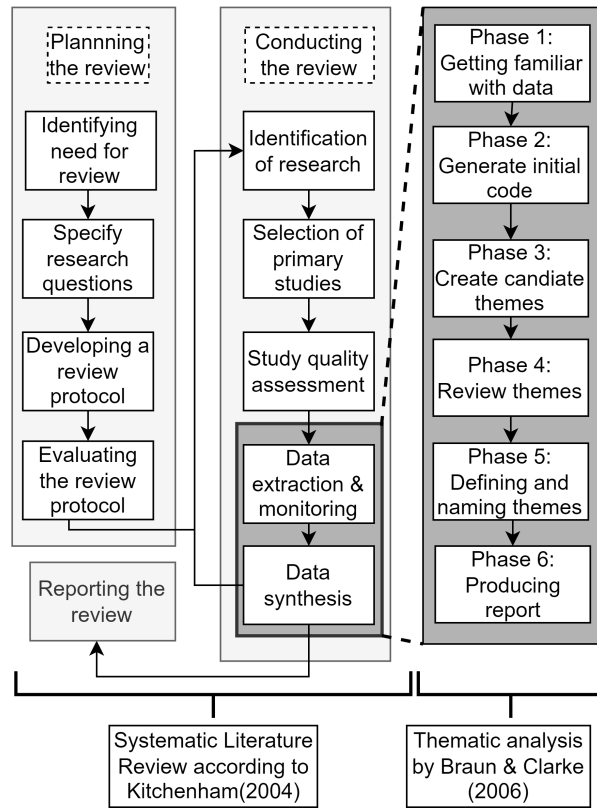 Plannning
the review
Identifying
need for
review
Specify
research
questions
Developing a
review
protocol
Evaluating
the review
protocol
Reporting the
review
Conducting
the review
Identification
of research
Selection of
primary
studies
Study quality
assessment
Data
extraction &
monitoring
Data
synthesis
Phase 1:
Getting familiar
with data
Phase 2:
Generate initial
code
Phase 3:
Create candiate
themes
Phase 4:
Review themes
Phase 5:
Defining and
naming themes
Phase 6:
Producing
report
Systematic Literature
Review according to
Kitchenham(2004)
Thematic analysis
by Braun & Clarke
(2006)